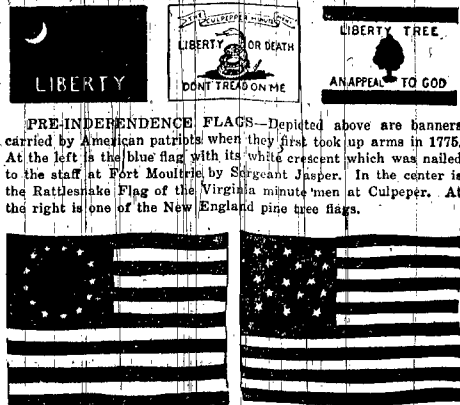 LIBERTY
THE CULPEPPER MINUTE MEN
LIBERTY OR DEATH
DONT TREAD ON ME
LIBERTY TREE
AN APPEAL TO GOD
PRE-INDEPENDENCE FLAGS—Depicted above are banners
carried by American patriots when they first took up arms in 1775.
At the left is the blue flag with its white crescent which was nailed
to the staff at Fort Moultrie by Sergeant Jasper. In the center is
the Rattlesnake Flag of the Virginia minute men at Culpeper. At
the right is one of the New England pine tree flags.